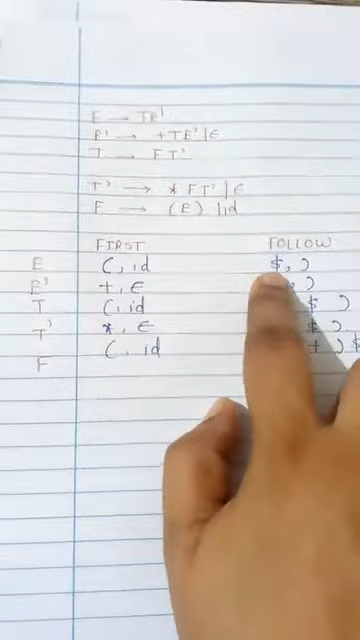 E → TE'
E' → +TE' | ∈
T → FT'
T' → * FT' | ∈
F → (E) | id
FIRST FOLLOW
E (, id $, )
E' +, ∈ , )
T (, id $ )
T' *, ∈ $ )
F (, id + ) $